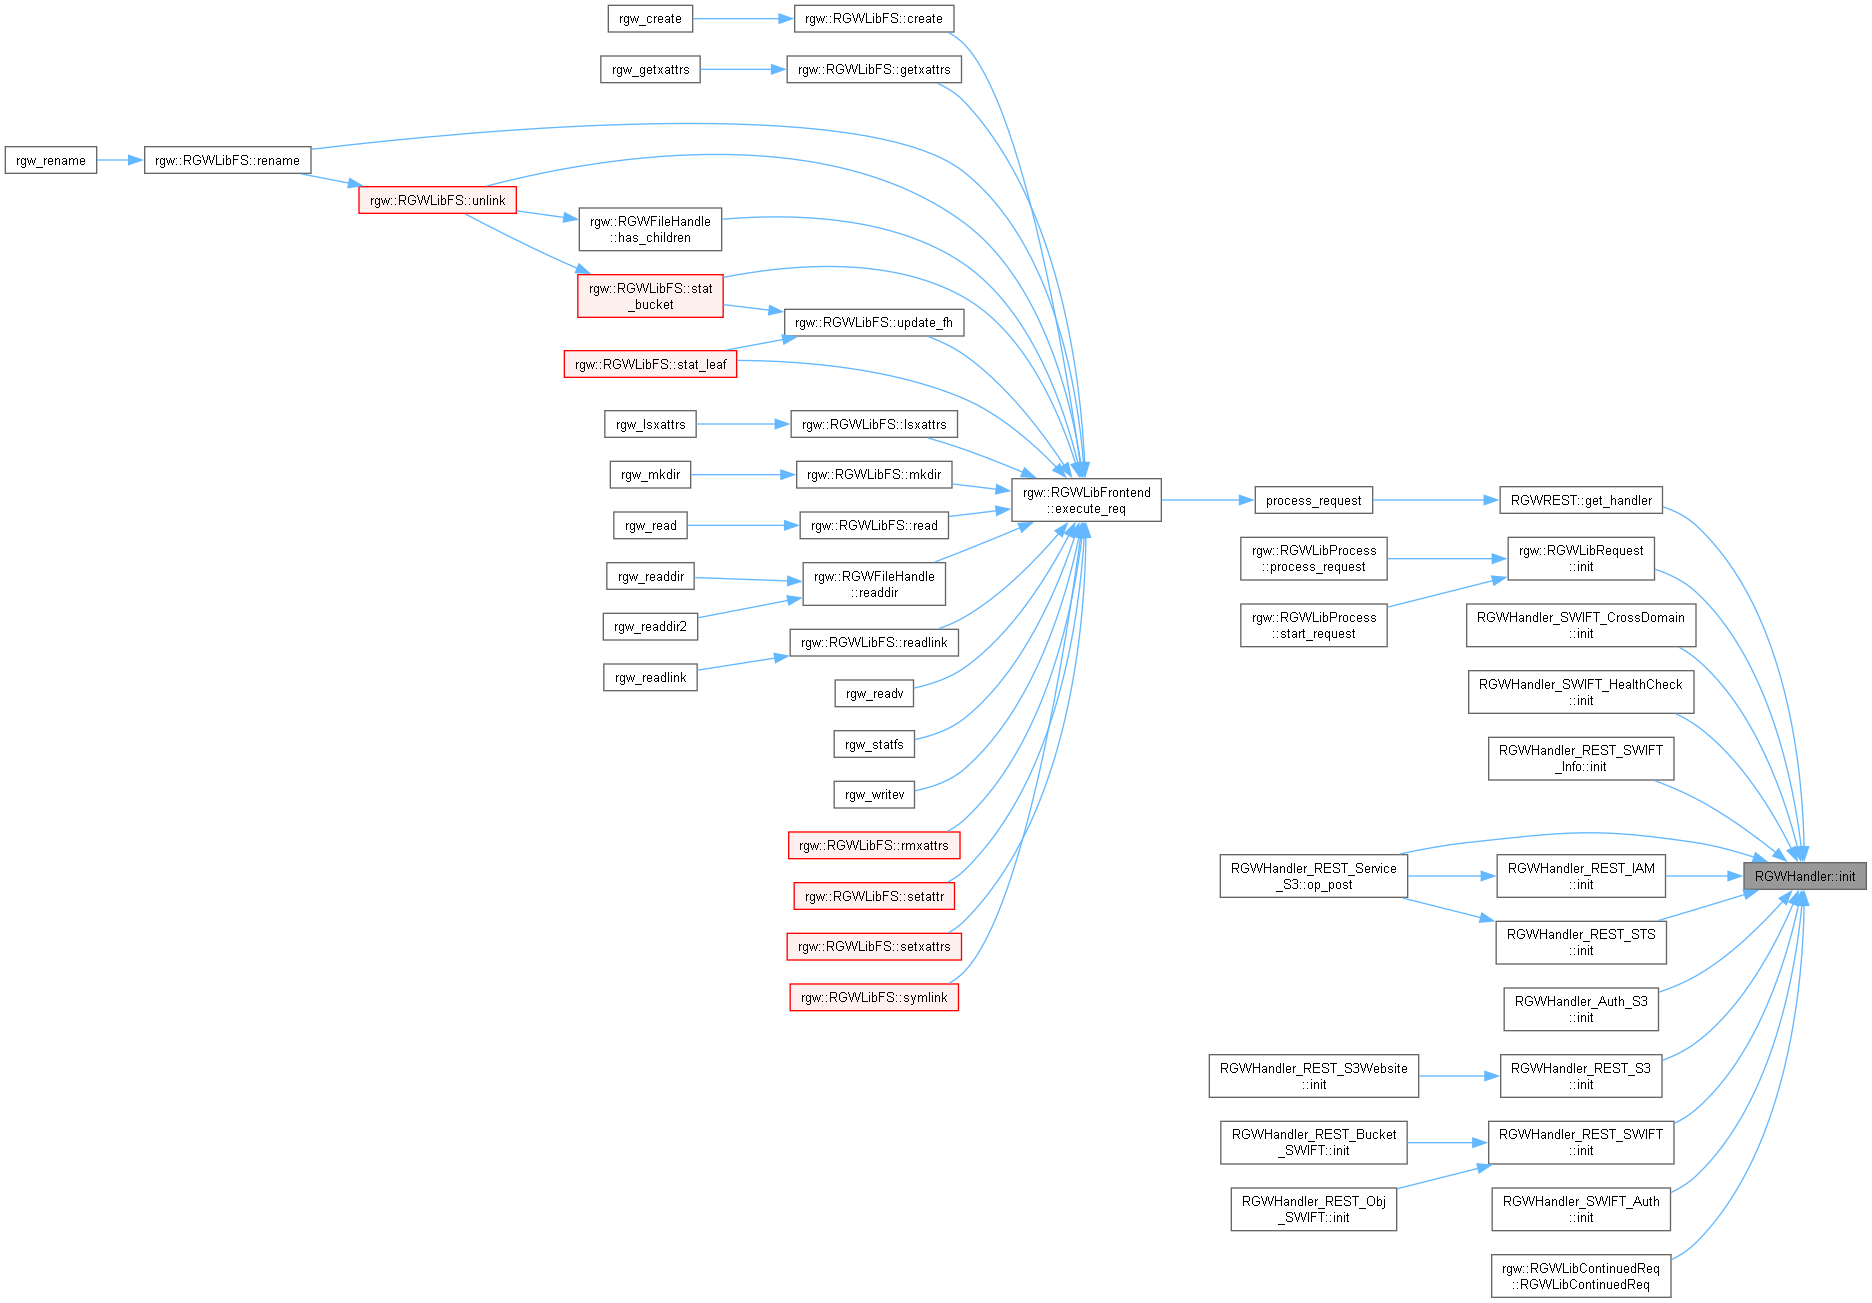 rgw_create
rgw::RGWLibFS::create
rgw_getxattrs
rgw::RGWLibFS::getxattrs
rgw_rename
rgw::RGWLibFS::rename
rgw::RGWLibFS::unlink
rgw::RGWFileHandle
::has_children
rgw::RGWLibFS::stat
_bucket
rgw::RGWLibFS::update_fh
rgw::RGWLibFS::stat_leaf
rgw_lsxattrs
rgw::RGWLibFS::lsxattrs
rgw_mkdir
rgw::RGWLibFS::mkdir
rgw_read
rgw::RGWLibFS::read
rgw_readdir
rgw::RGWFileHandle
::readdir
rgw_readdir2
rgw::RGWLibFS::readlink
rgw_readlink
rgw_readv
rgw_statfs
rgw_writev
rgw::RGWLibFS::rmxattrs
rgw::RGWLibFS::setattr
rgw::RGWLibFS::setxattrs
rgw::RGWLibFS::symlink
rgw::RGWLibFrontend
::execute_req
process_request
RGWREST::get_handler
rgw::RGWLibProcess
::process_request
rgw::RGWLibRequest
::init
rgw::RGWLibProcess
::start_request
RGWHandler_SWIFT_CrossDomain
::init
RGWHandler_SWIFT_HealthCheck
::init
RGWHandler_REST_SWIFT
_Info::init
RGWHandler_REST_Service
_S3::op_post
RGWHandler_REST_IAM
::init
RGWHandler::init
RGWHandler_REST_STS
::init
RGWHandler_Auth_S3
::init
RGWHandler_REST_S3Website
::init
RGWHandler_REST_S3
::init
RGWHandler_REST_Bucket
_SWIFT::init
RGWHandler_REST_SWIFT
::init
RGWHandler_REST_Obj
_SWIFT::init
RGWHandler_SWIFT_Auth
::init
rgw::RGWLibContinuedReq
::RGWLibContinuedReq